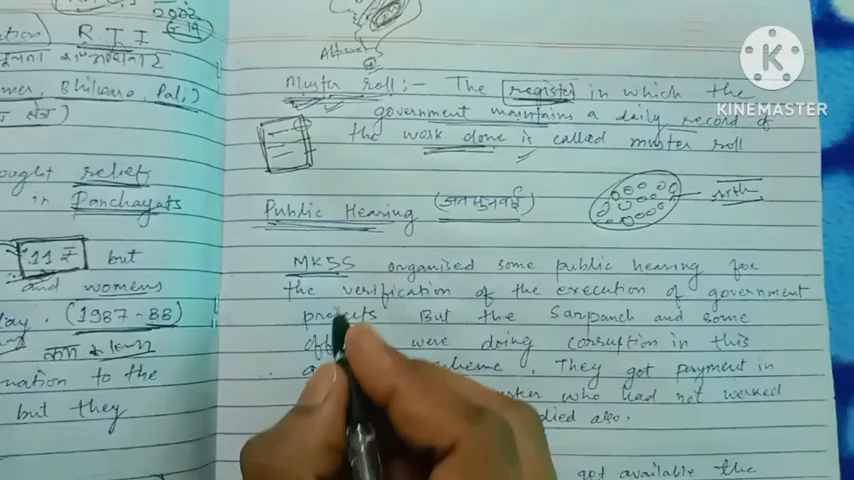 2002
R T I
G 19
Bhilwara, Pali)
relief
in Panchayats
11 ₹ but
and womens
(1987-88)
to the
but they
Muster roll :- The register in which the
government maintains a daily record of
the work done is called muster roll
Public Hearing (जन सुनवाई)
MKSS organised some public hearing for
the verification of the execution of government
projects But the Sarpanch and some
were doing corruption in this
They got payment in
who had not worked
died also.
got available the
K
KINEMASTER